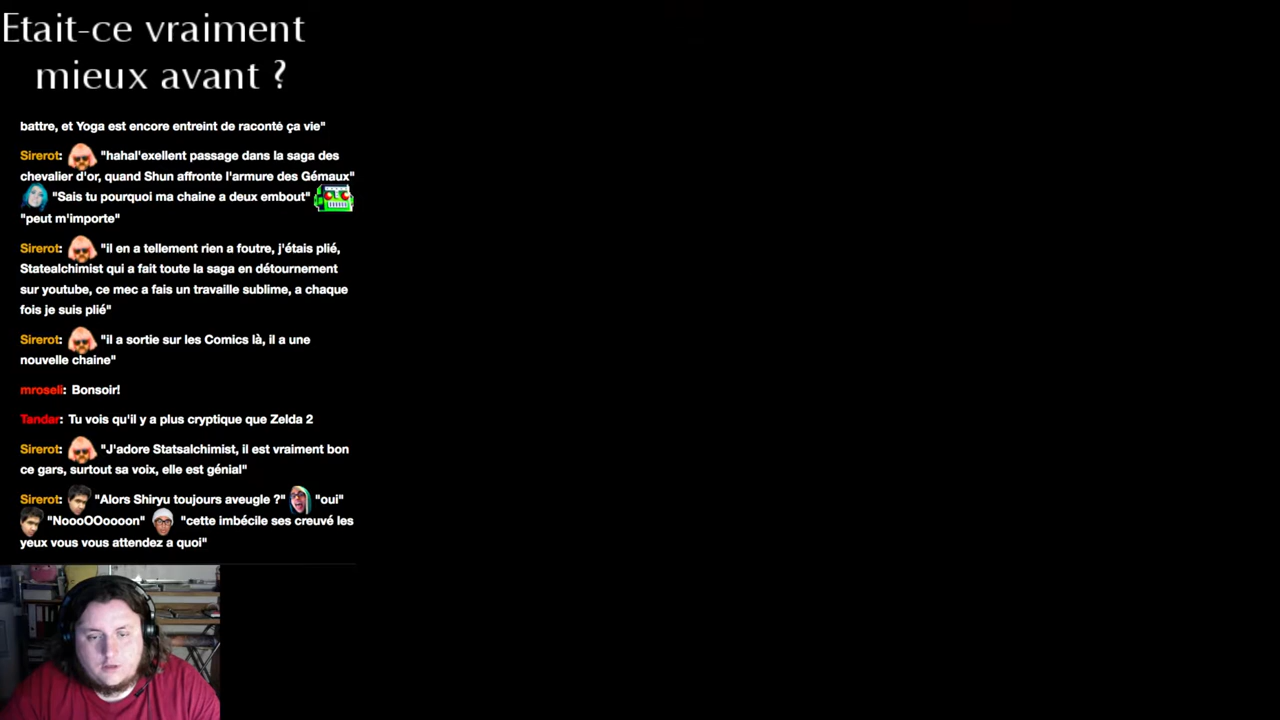 Etait-ce vraiment
mieux avant ?
battre, et Yoga est encore entreint de raconté ça vie"
Sirerot: "hahal'exellent passage dans la saga des
chevalier d'or, quand Shun affronte l'armure des Gémaux"
"Sais tu pourquoi ma chaine a deux embout"
"peut m'importe"
Sirerot: "il en a tellement rien a foutre, j'étais plié,
Statealchimist qui a fait toute la saga en détournement
sur youtube, ce mec a fais un travaille sublime, a chaque
fois je suis plié"
Sirerot: "il a sortie sur les Comics là, il a une
nouvelle chaine"
mroseli: Bonsoir!
Tandar: Tu vois qu'il y a plus cryptique que Zelda 2
Sirerot: "J'adore Statsalchimist, il est vraiment bon
ce gars, surtout sa voix, elle est génial"
Sirerot: "Alors Shiryu toujours aveugle ?" "oui"
"NoooOOoooon" "cette imbécile ses creuvé les
yeux vous vous attendez a quoi"